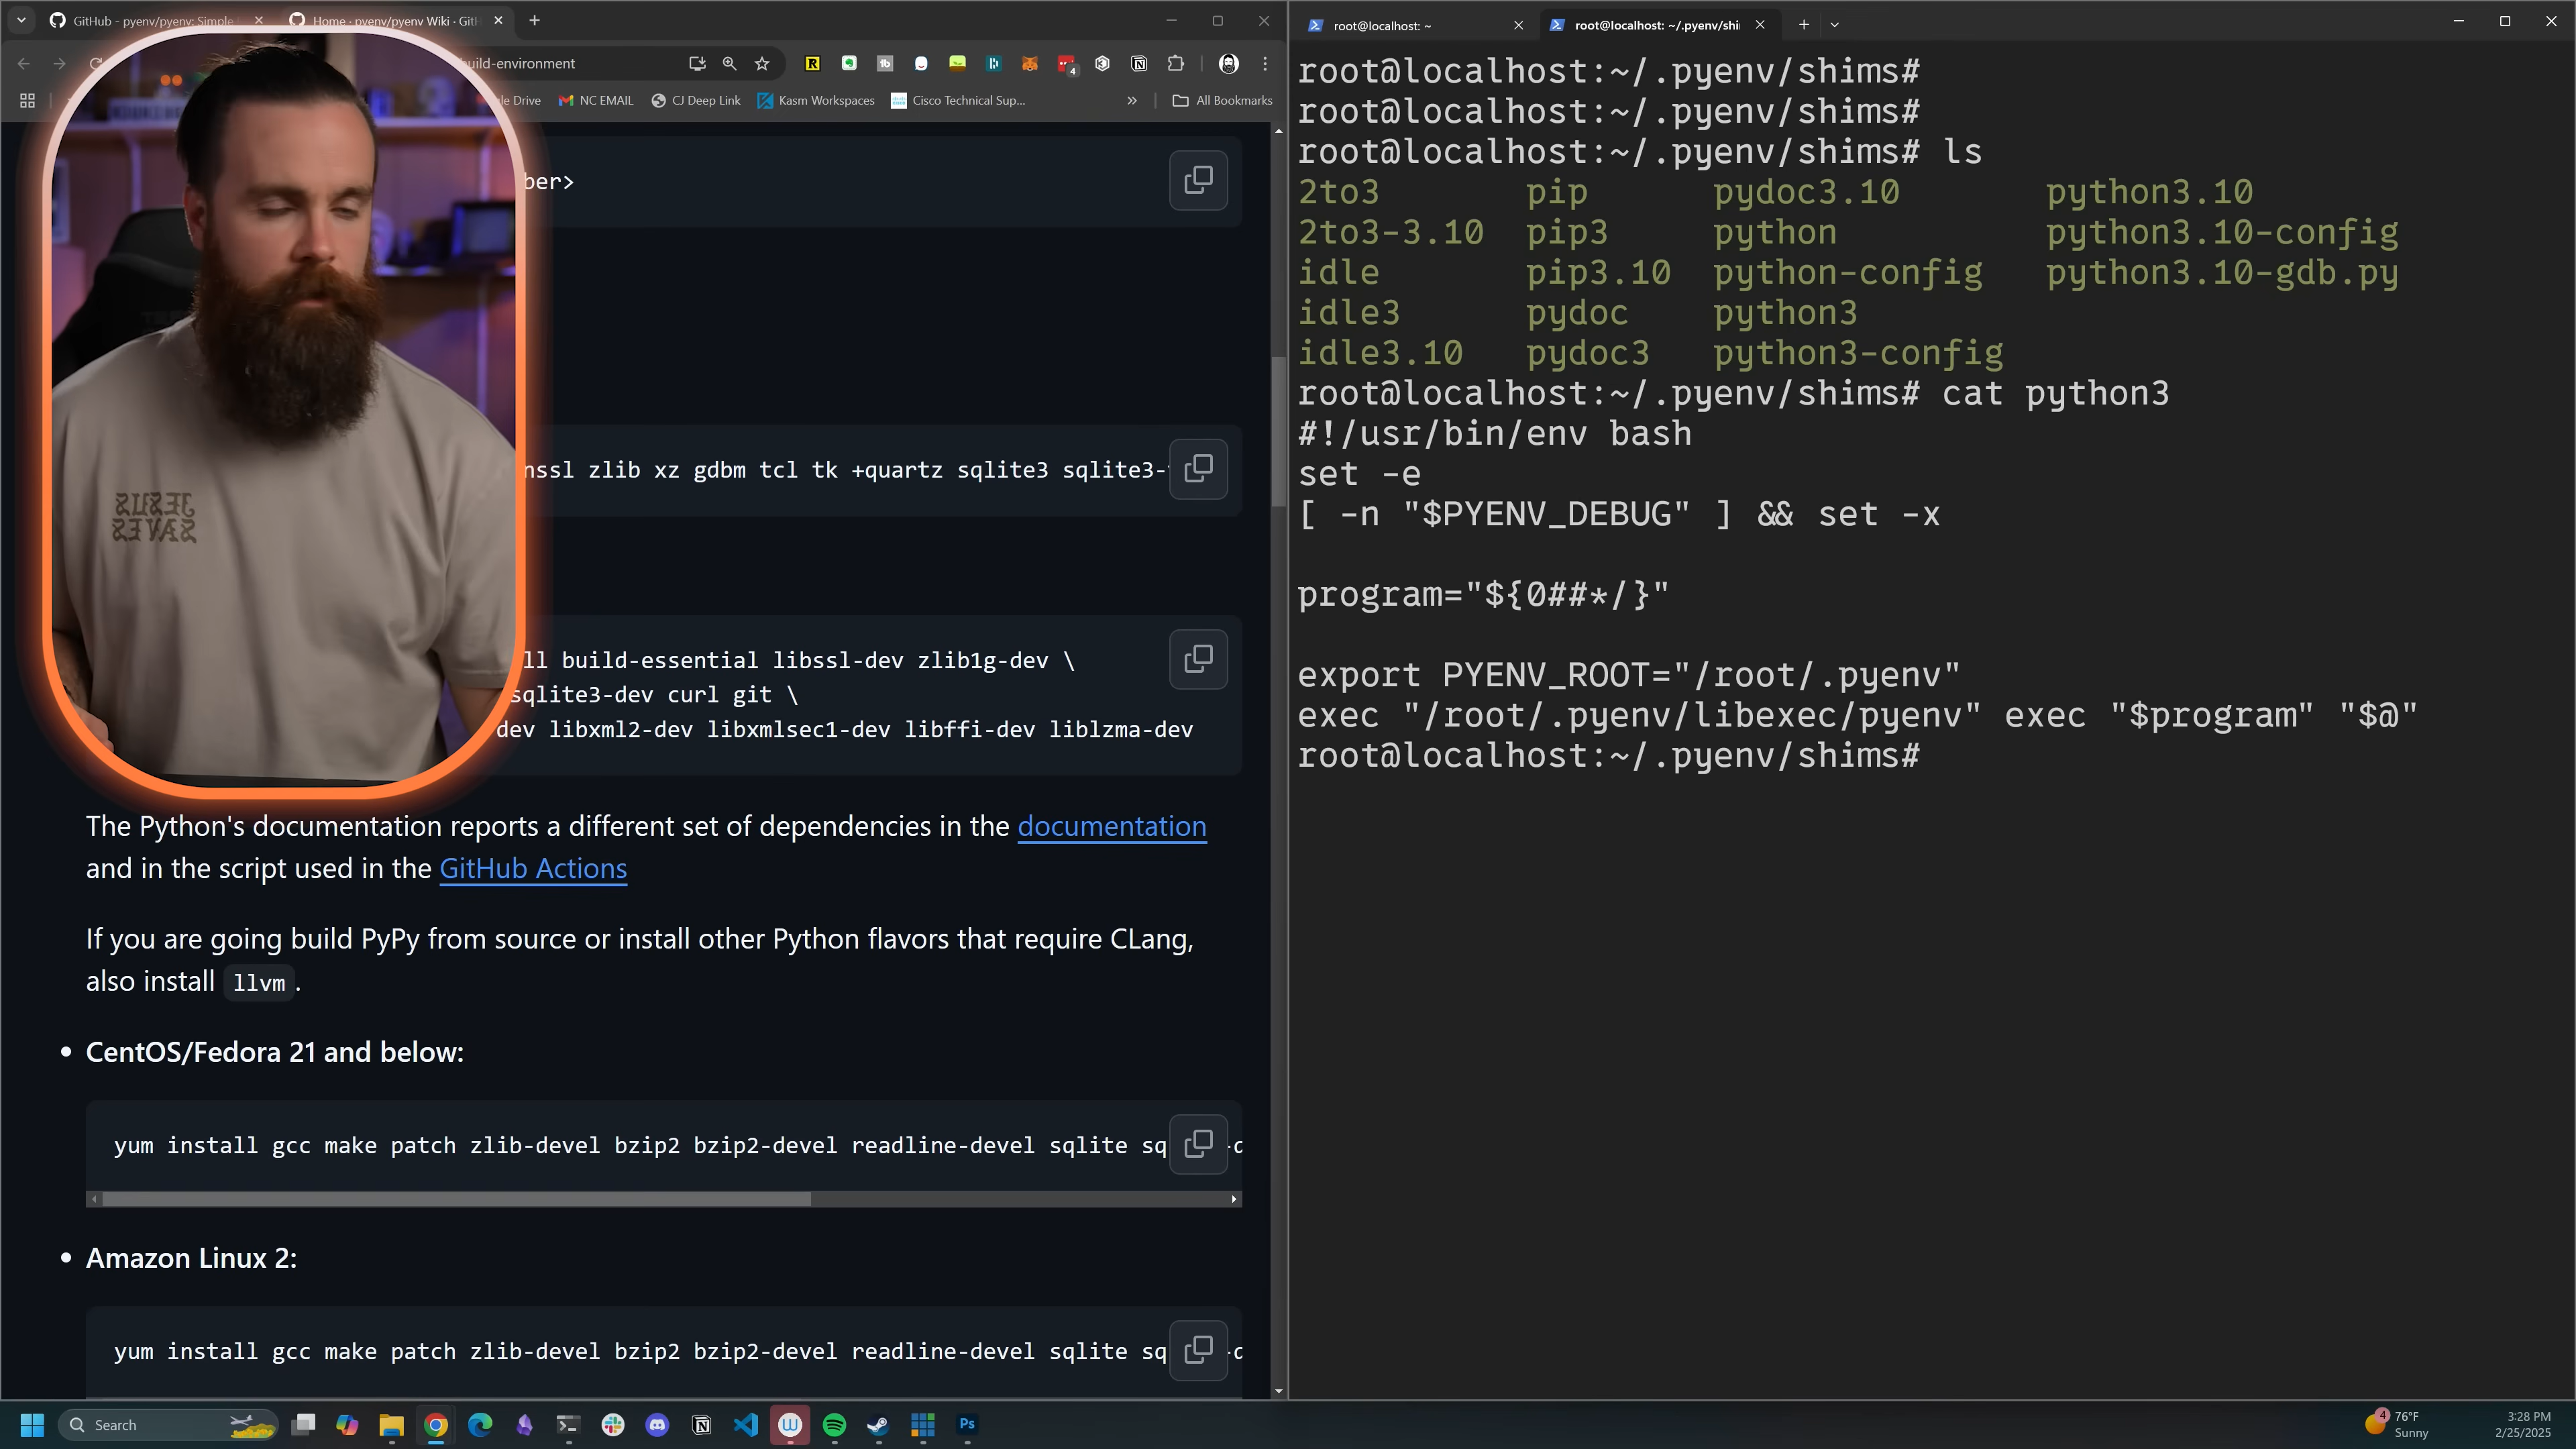 GitHub - pyenv/pyenv: Simple
Home · pyenv/pyenv Wiki · GitH
build-environment
4
le Drive
NC EMAIL
CJ Deep Link
Kasm Workspaces
Cisco Technical Sup...
All Bookmarks
ber>
nssl zlib xz gdbm tcl tk +quartz sqlite3 sqlite3-
JESUS
SAVES
ll build-essential libssl-dev zlib1g-dev \
sqlite3-dev curl git \
dev libxml2-dev libxmlsec1-dev libffi-dev liblzma-dev
The Python's documentation reports a different set of dependencies in the documentation
and in the script used in the GitHub Actions
If you are going build PyPy from source or install other Python flavors that require CLang,
also install llvm.
• CentOS/Fedora 21 and below:
yum install gcc make patch zlib-devel bzip2 bzip2-devel readline-devel sqlite sq
• Amazon Linux 2:
yum install gcc make patch zlib-devel bzip2 bzip2-devel readline-devel sqlite sq
root@localhost: ~
root@localhost: ~/.pyenv/shi
root@localhost:~/.pyenv/shims#
root@localhost:~/.pyenv/shims#
root@localhost:~/.pyenv/shims# ls
2to3 pip pydoc3.10 python3.10
2to3-3.10 pip3 python python3.10-config
idle pip3.10 python-config python3.10-gdb.py
idle3 pydoc python3
idle3.10 pydoc3 python3-config
root@localhost:~/.pyenv/shims# cat python3
#!/usr/bin/env bash
set -e
[ -n "$PYENV_DEBUG" ] && set -x
program="${0##*/}"
export PYENV_ROOT="/root/.pyenv"
exec "/root/.pyenv/libexec/pyenv" exec "$program" "$@"
root@localhost:~/.pyenv/shims#
Search
Ps
4
76°F
Sunny
3:28 PM
2/25/2025